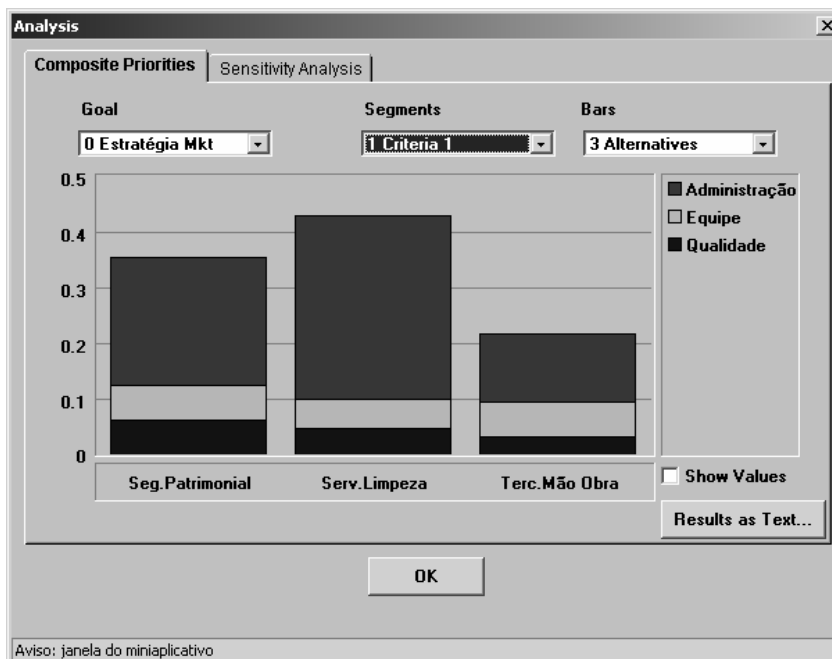 Analysis
Composite Priorities Sensitivity Analysis
Goal Segments Bars
0 Estratégia Mkt 1 Criteria 1 3 Alternatives
0.5
0.4
0.3
0.2
0.1
0
Administração
Equipe
Qualidade
Seg.Patrimonial Serv.Limpeza Terc.Mão Obra
Show Values
Results as Text...
OK
Aviso: janela do miniaplicativo